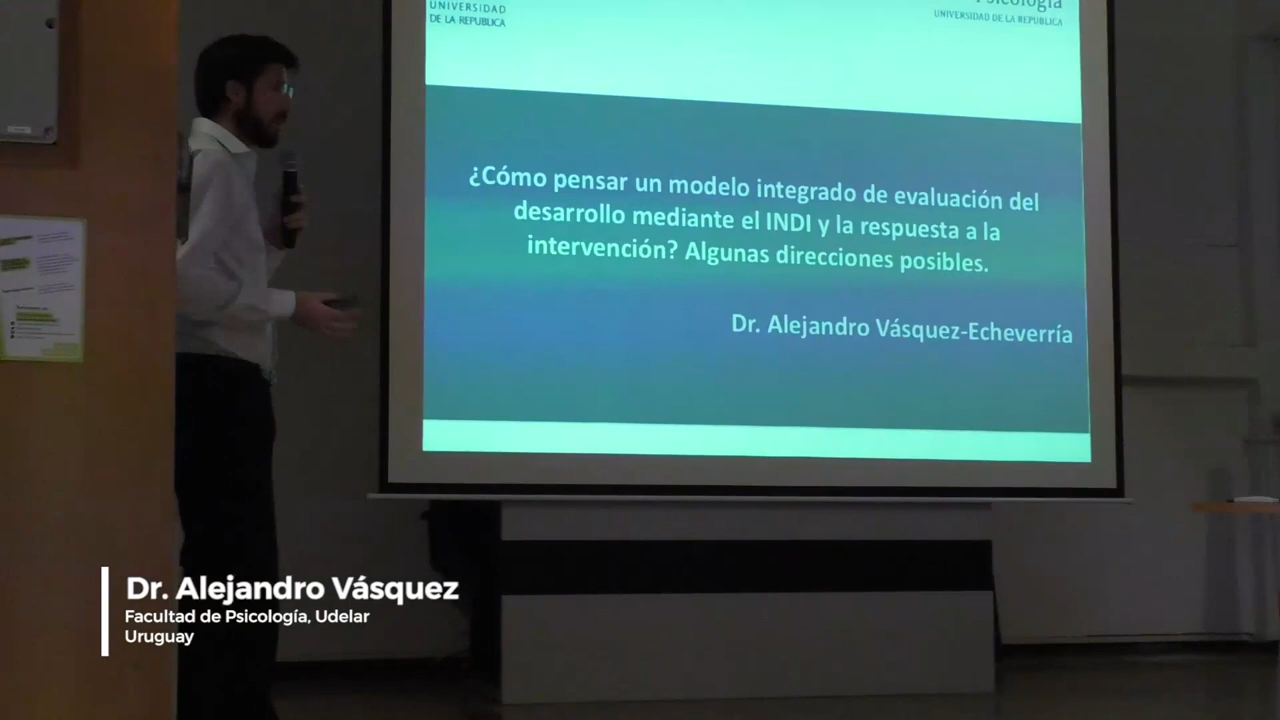 UNIVERSIDAD
DE LA REPUBLICA
Psicología
UNIVERSIDAD DE LA REPUBLICA
¿Cómo pensar un modelo integrado de evaluación del
desarrollo mediante el INDI y la respuesta a la
intervención? Algunas direcciones posibles.
Dr. Alejandro Vásquez-Echeverría
Dr. Alejandro Vásquez
Facultad de Psicología, Udelar
Uruguay